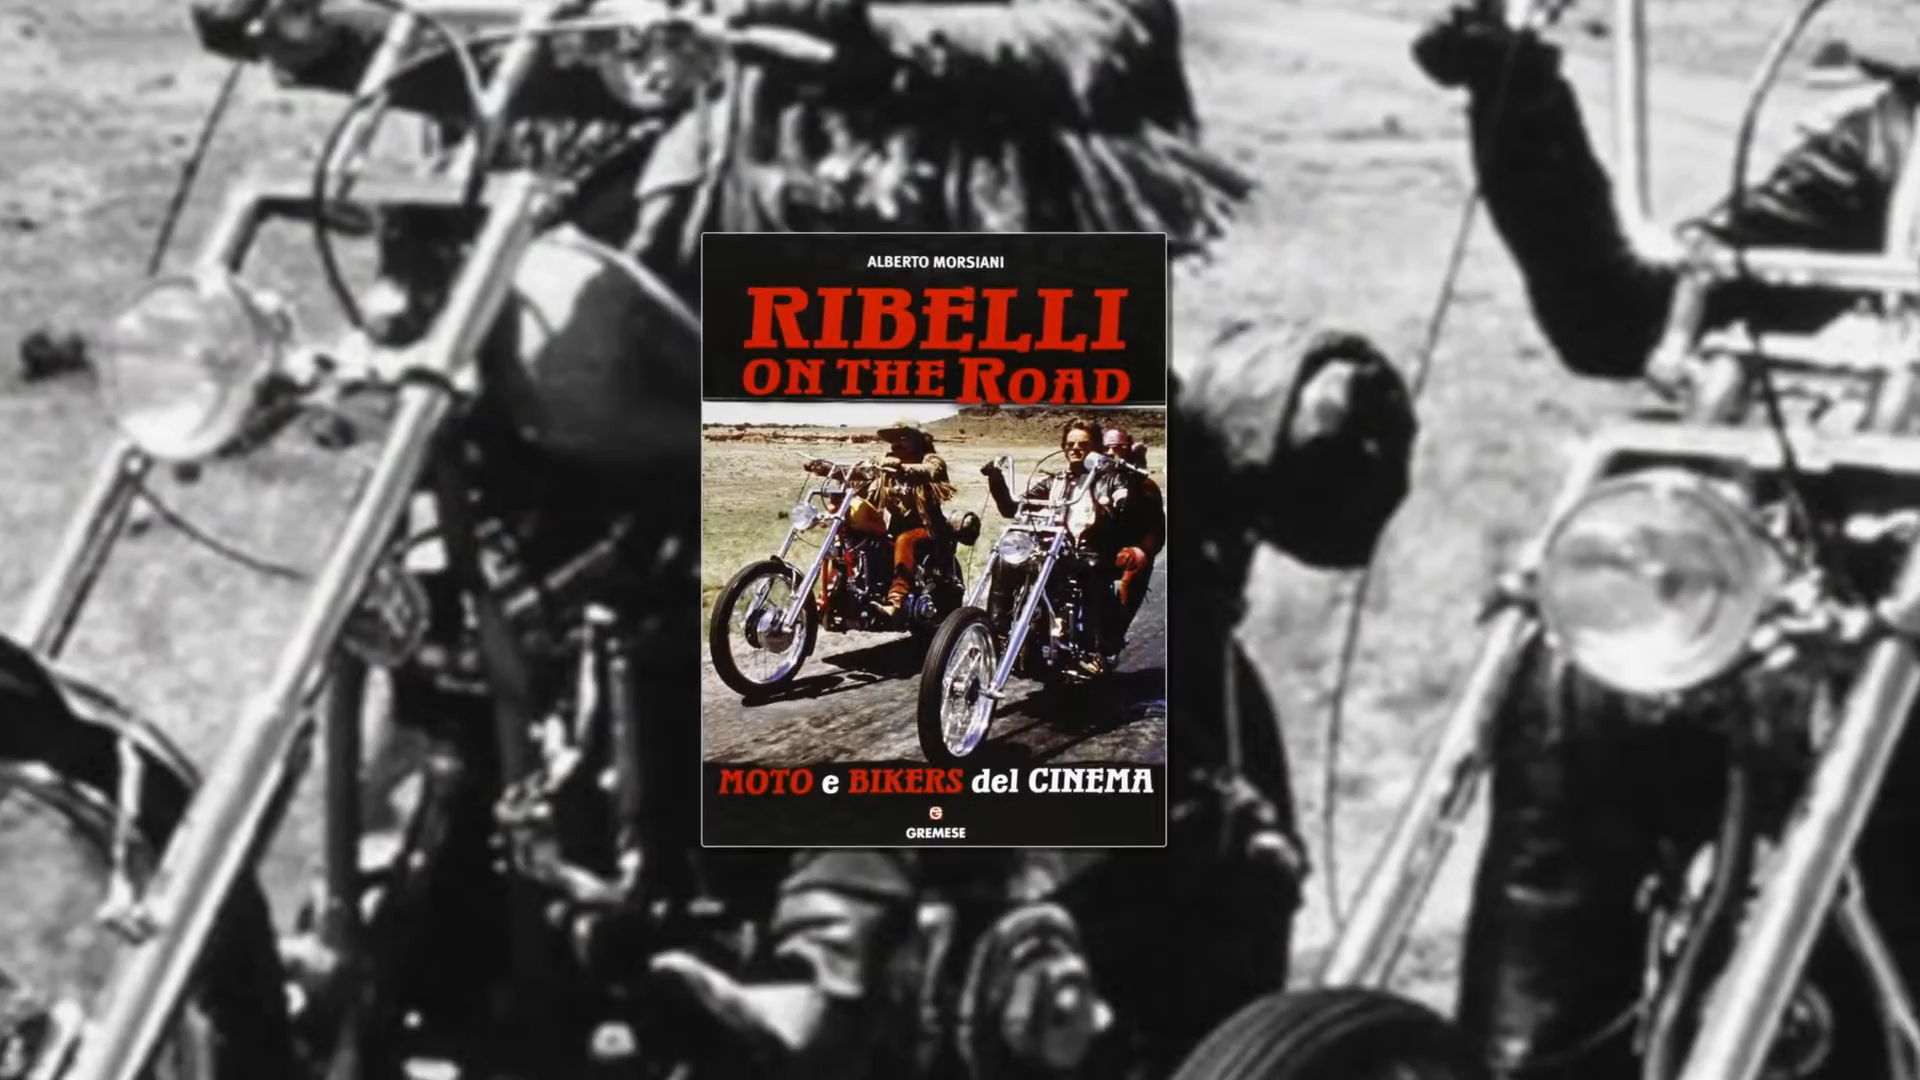 ALBERTO MORSIANI
RIBELLI
ON THE ROAD
MOTO e BIKERS del CINEMA
GREMESE